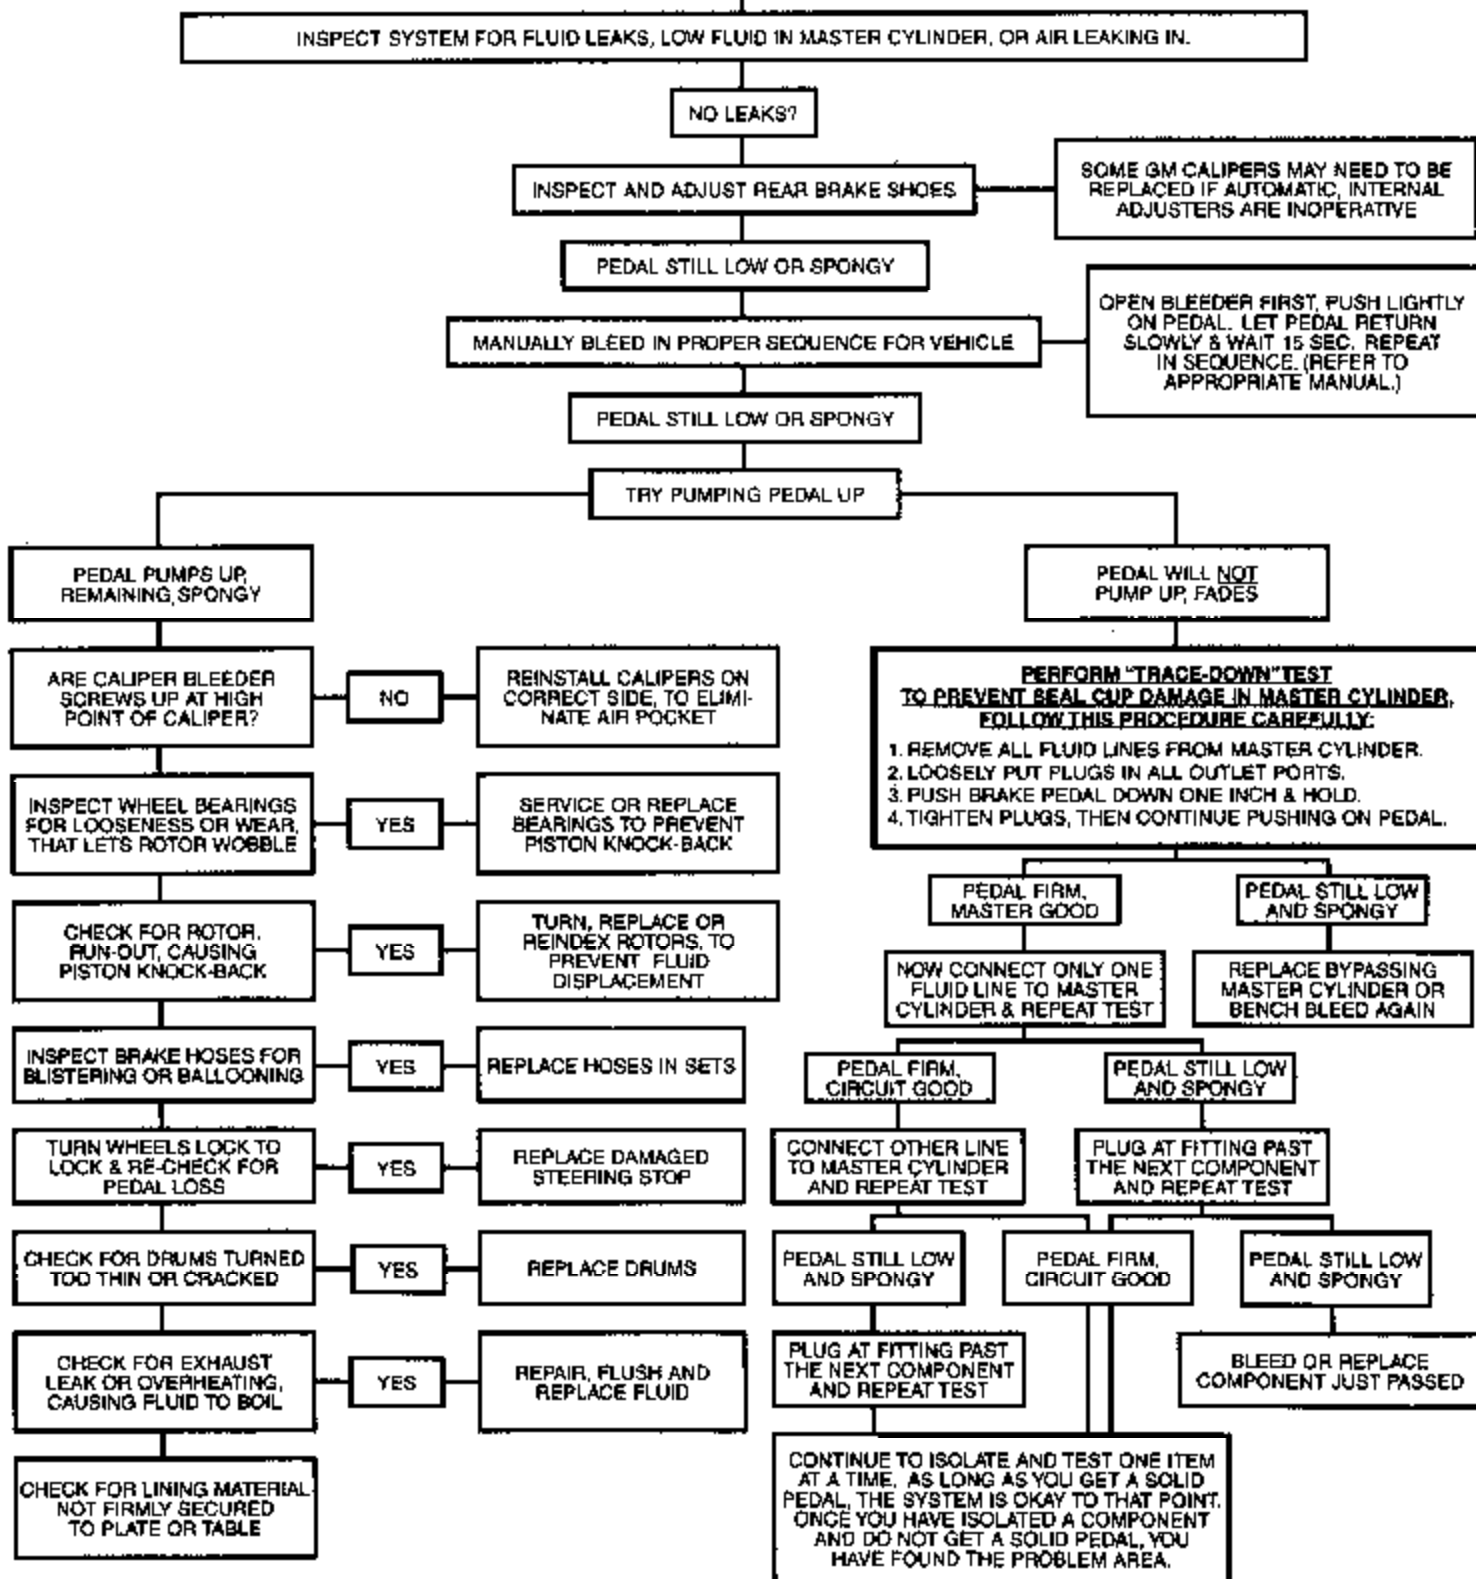 INSPECT SYSTEM FOR FLUID LEAKS, LOW FLUID IN MASTER CYLINDER, OR AIR LEAKING IN.
NO LEAKS?
INSPECT AND ADJUST REAR BRAKE SHOES
SOME GM CALIPERS MAY NEED TO BE
REPLACED IF AUTOMATIC, INTERNAL
ADJUSTERS ARE INOPERATIVE
PEDAL STILL LOW OR SPONGY
MANUALLY BLEED IN PROPER SEQUENCE FOR VEHICLE
OPEN BLEEDER FIRST, PUSH LIGHTLY
ON PEDAL. LET PEDAL RETURN
SLOWLY & WAIT 15 SEC. REPEAT
IN SEQUENCE. (REFER TO
APPROPRIATE MANUAL.)
PEDAL STILL LOW OR SPONGY
TRY PUMPING PEDAL UP
PEDAL PUMPS UP,
REMAINING, SPONGY
ARE CALIPER BLEEDER
SCREWS UP AT HIGH
POINT OF CALIPER?
NO
REINSTALL CALIPERS ON
CORRECT SIDE, TO ELIMI-
NATE AIR POCKET
INSPECT WHEEL BEARINGS
FOR LOOSENESS OR WEAR,
THAT LETS ROTOR WOBBLE
YES
SERVICE OR REPLACE
BEARINGS TO PREVENT
PISTON KNOCK-BACK
CHECK FOR ROTOR,
RUN-OUT, CAUSING
PISTON KNOCK-BACK
YES
TURN, REPLACE OR
REINDEX ROTORS, TO
PREVENT FLUID
DISPLACEMENT
INSPECT BRAKE HOSES FOR
BLISTERING OR BALLOONING
YES
REPLACE HOSES IN SETS
TURN WHEELS LOCK TO
LOCK & RE-CHECK FOR
PEDAL LOSS
YES
REPLACE DAMAGED
STEERING STOP
CHECK FOR DRUMS TURNED
TOO THIN OR CRACKED
YES
REPLACE DRUMS
CHECK FOR EXHAUST
LEAK OR OVERHEATING,
CAUSING FLUID TO BOIL
YES
REPAIR, FLUSH AND
REPLACE FLUID
CHECK FOR LINING MATERIAL
NOT FIRMLY SECURED
TO PLATE OR TABLE
PEDAL WILL NOT
PUMP UP, FADES
PERFORM "TRACE-DOWN" TEST
TO PREVENT SEAL CUP DAMAGE IN MASTER CYLINDER,
FOLLOW THIS PROCEDURE CAREFULLY:
1. REMOVE ALL FLUID LINES FROM MASTER CYLINDER.
2. LOOSELY PUT PLUGS IN ALL OUTLET PORTS.
3. PUSH BRAKE PEDAL DOWN ONE INCH & HOLD.
4. TIGHTEN PLUGS, THEN CONTINUE PUSHING ON PEDAL.
PEDAL FIRM,
MASTER GOOD
PEDAL STILL LOW
AND SPONGY
NOW CONNECT ONLY ONE
FLUID LINE TO MASTER
CYLINDER & REPEAT TEST
REPLACE BYPASSING
MASTER CYLINDER OR
BENCH BLEED AGAIN
PEDAL FIRM,
CIRCUIT GOOD
PEDAL STILL LOW
AND SPONGY
CONNECT OTHER LINE
TO MASTER CYLINDER
AND REPEAT TEST
PLUG AT FITTING PAST
THE NEXT COMPONENT
AND REPEAT TEST
PEDAL STILL LOW
AND SPONGY
PEDAL FIRM,
CIRCUIT GOOD
PEDAL STILL LOW
AND SPONGY
PLUG AT FITTING PAST
THE NEXT COMPONENT
AND REPEAT TEST
BLEED OR REPLACE
COMPONENT JUST PASSED
CONTINUE TO ISOLATE AND TEST ONE ITEM
AT A TIME. AS LONG AS YOU GET A SOLID
PEDAL, THE SYSTEM IS OKAY TO THAT POINT.
ONCE YOU HAVE ISOLATED A COMPONENT
AND DO NOT GET A SOLID PEDAL, YOU
HAVE FOUND THE PROBLEM AREA.